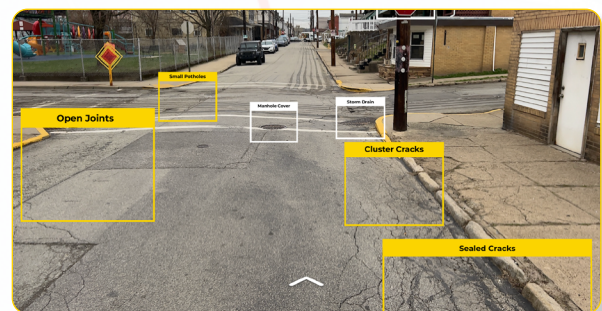 Small Potholes
Manhole Cover
Storm Drain
Open Joints
Cluster Cracks
Sealed Cracks